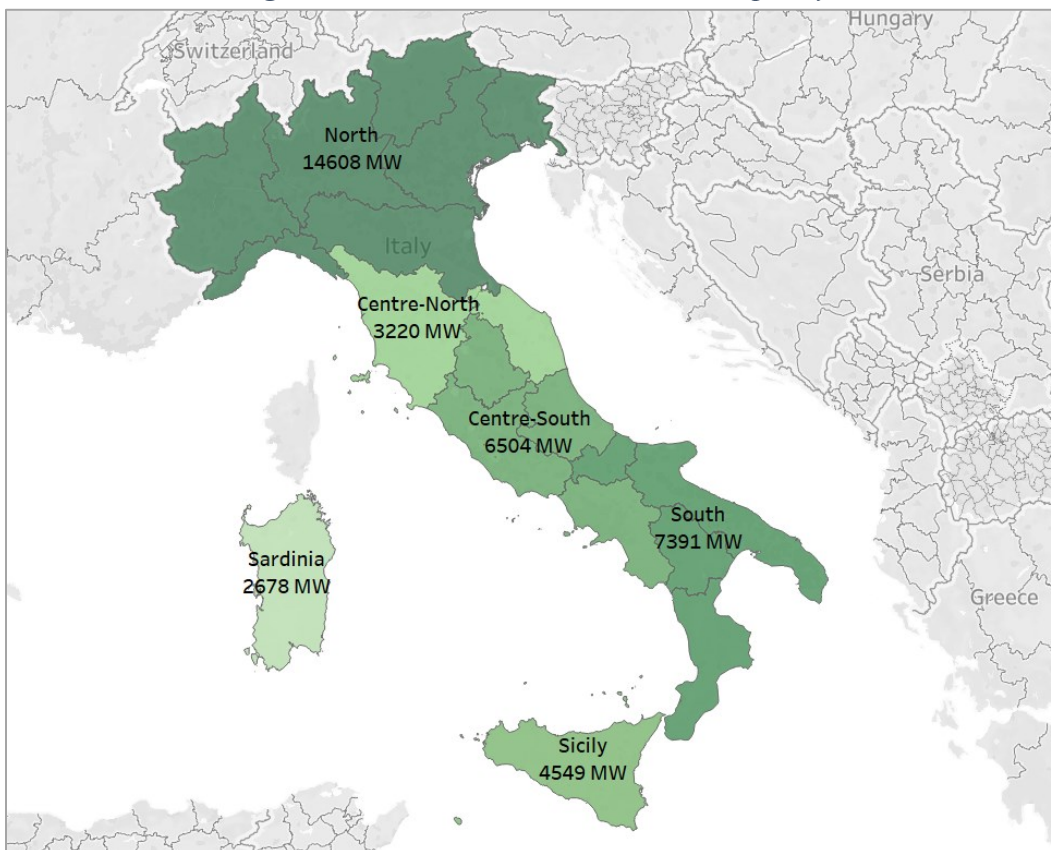 Hungary
Switzerland
North
14608 MW
Italy
Centre-North
3220 MW
Serbia
Centre-South
6504 MW
South
7391 MW
Sardinia
2678 MW
Greece
Sicily
4549 MW